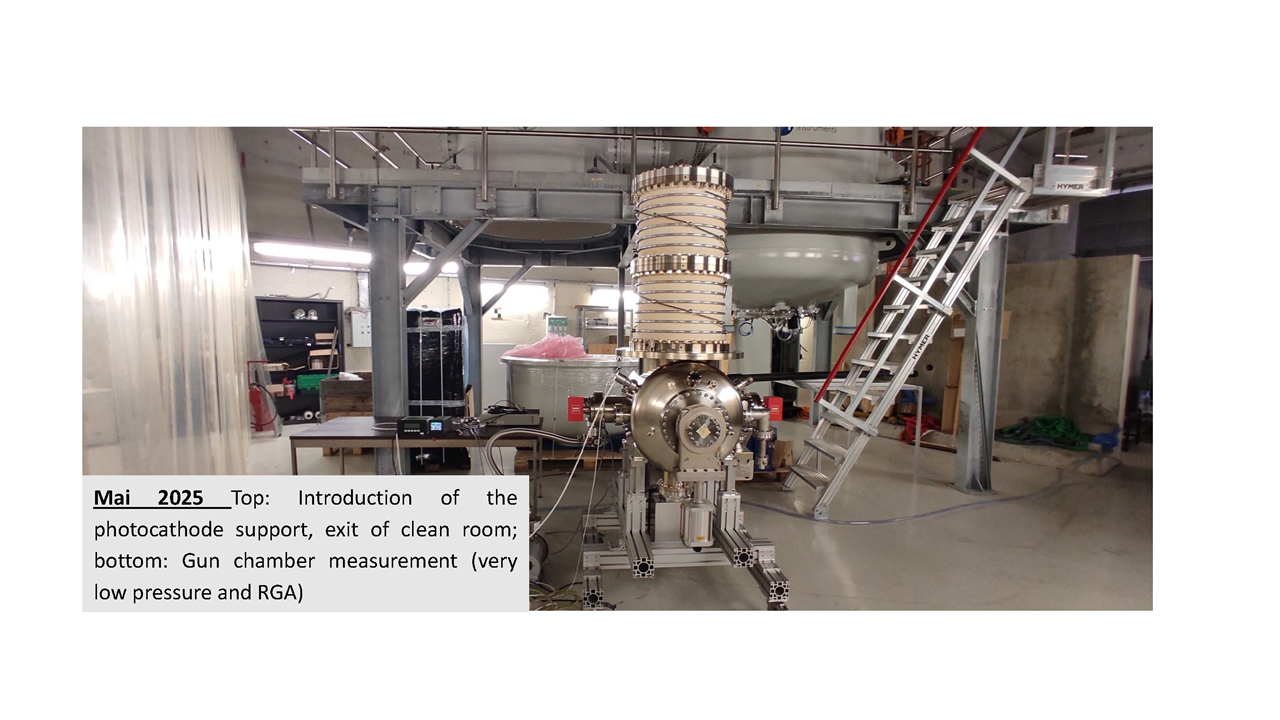 Instruments
HYMER
HYMER
Mai 2025 Top: Introduction of the
photocathode support, exit of clean room;
bottom: Gun chamber measurement (very
low pressure and RGA)